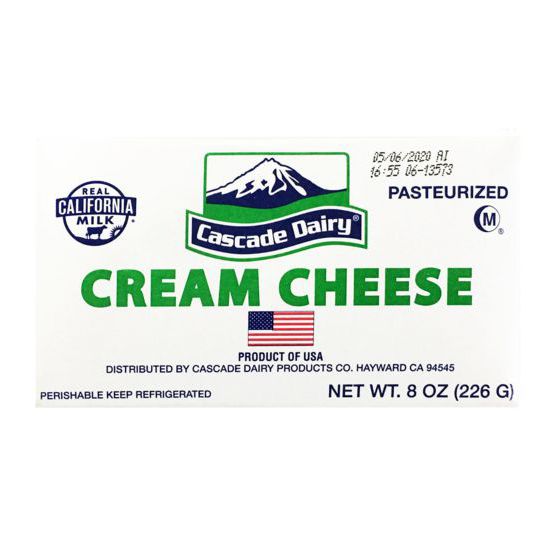 05/06/2020 AI
16:55 06-13573
REAL
CALIFORNIA
MILK
Cascade Dairy®
PASTEURIZED
M
®
CREAM CHEESE
PRODUCT OF USA
DISTRIBUTED BY CASCADE DAIRY PRODUCTS CO. HAYWARD CA 94545
PERISHABLE KEEP REFRIGERATED
NET WT. 8 OZ (226 G)